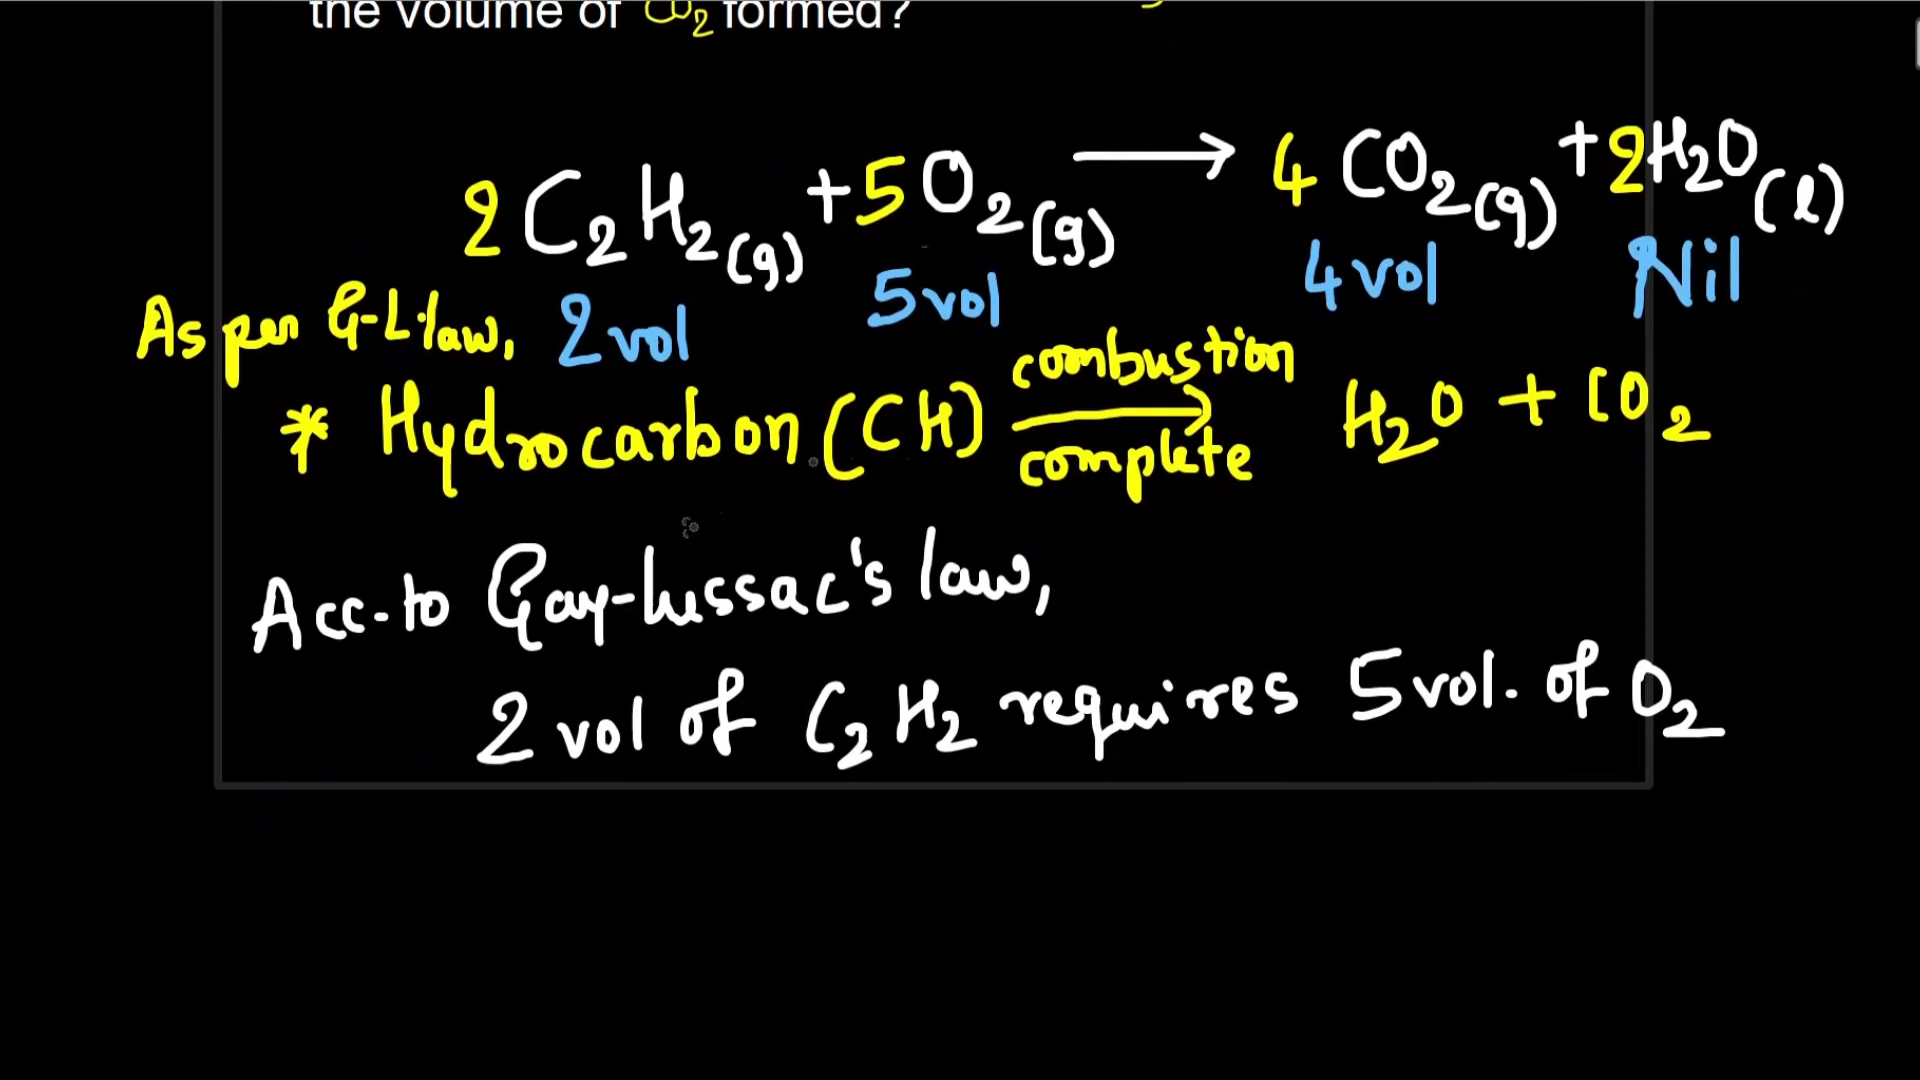 the volume of CO2 formed?
2C2H2(g) + 5O2(g) → 4CO2(g) + 2H2O(l)
As per G-L law, 2 vol 5 vol 4 vol Nil
* Hydrocarbon (CH) combustion complete → H2O + CO2
Acc. to Gay-lussac's law,
2 vol of C2H2 requires 5 vol. of O2